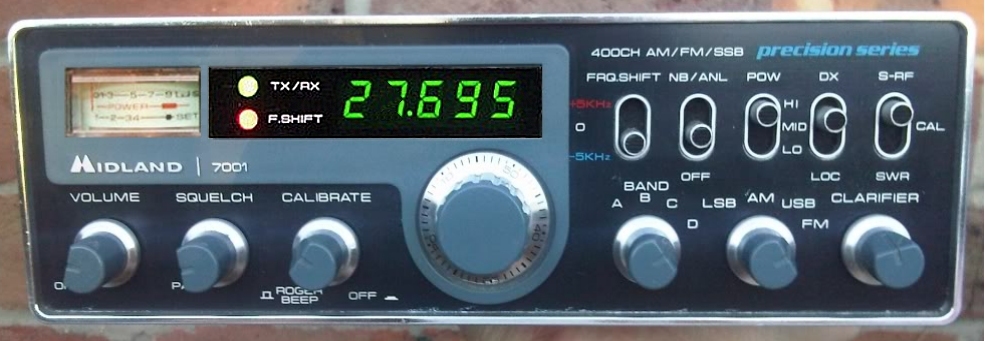 400CH AM/FM/SSB precision series
FRQ.SHIFT NB/ANL POW DX S-RF
+5KHz
0
-5KHz
HI
MID
LO
CAL
OFF LOC SWR
POWER
SET
TX/RX
F.SHIFT
27.695
MIDLAND 7001
VOLUME SQUELCH CALIBRATE
ROGER
BEEP OFF
BAND
A B C D
LSB AM USB FM
CLARIFIER